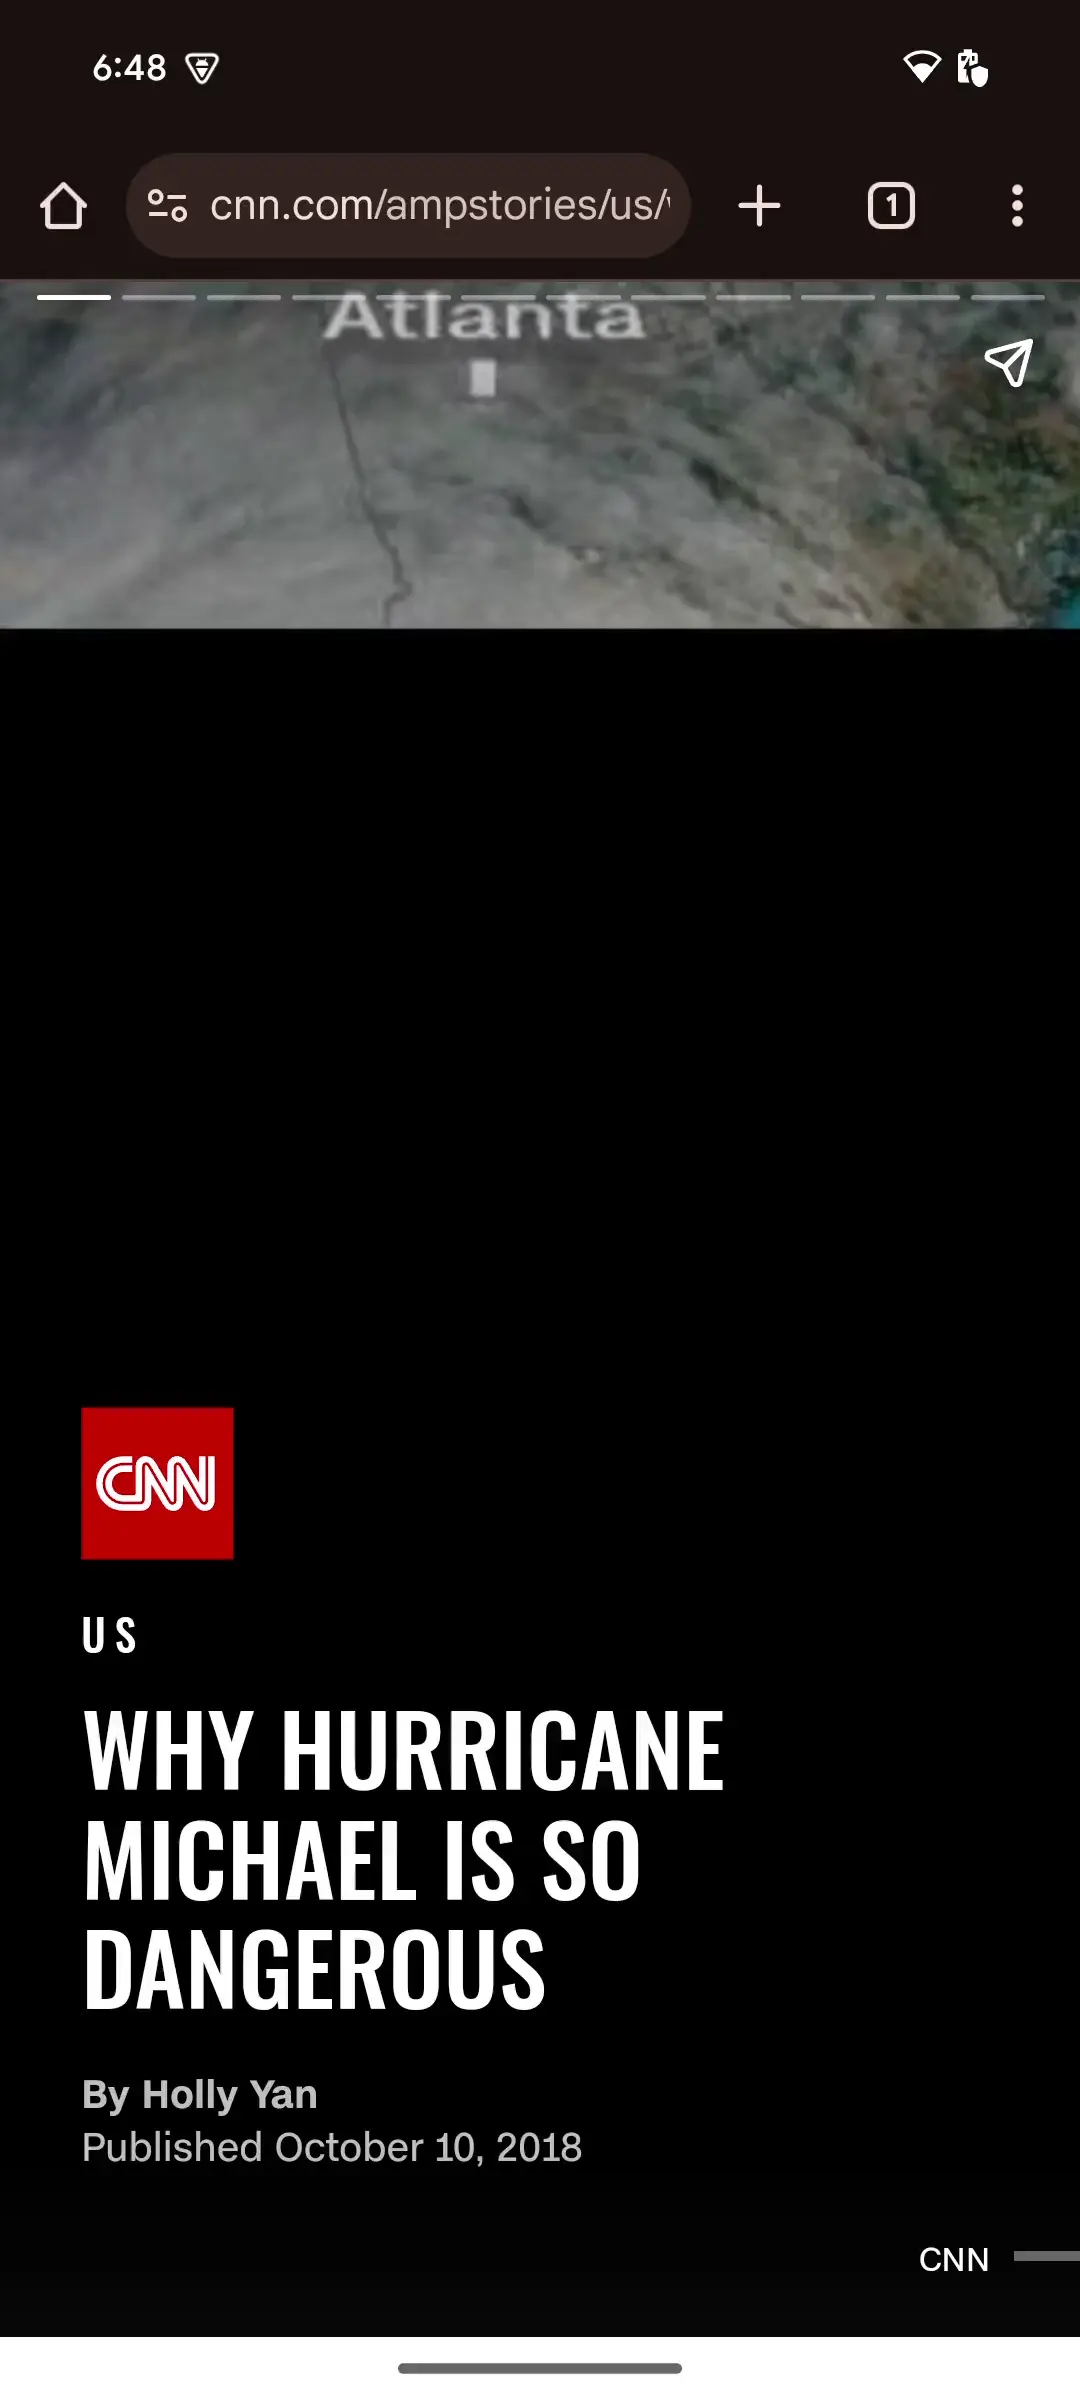 6:48
cnn.com/ampstories/us/
1
Atlanta
CNN
US
WHY HURRICANE
MICHAEL IS SO
DANGEROUS
By Holly Yan
Published October 10, 2018
CNN